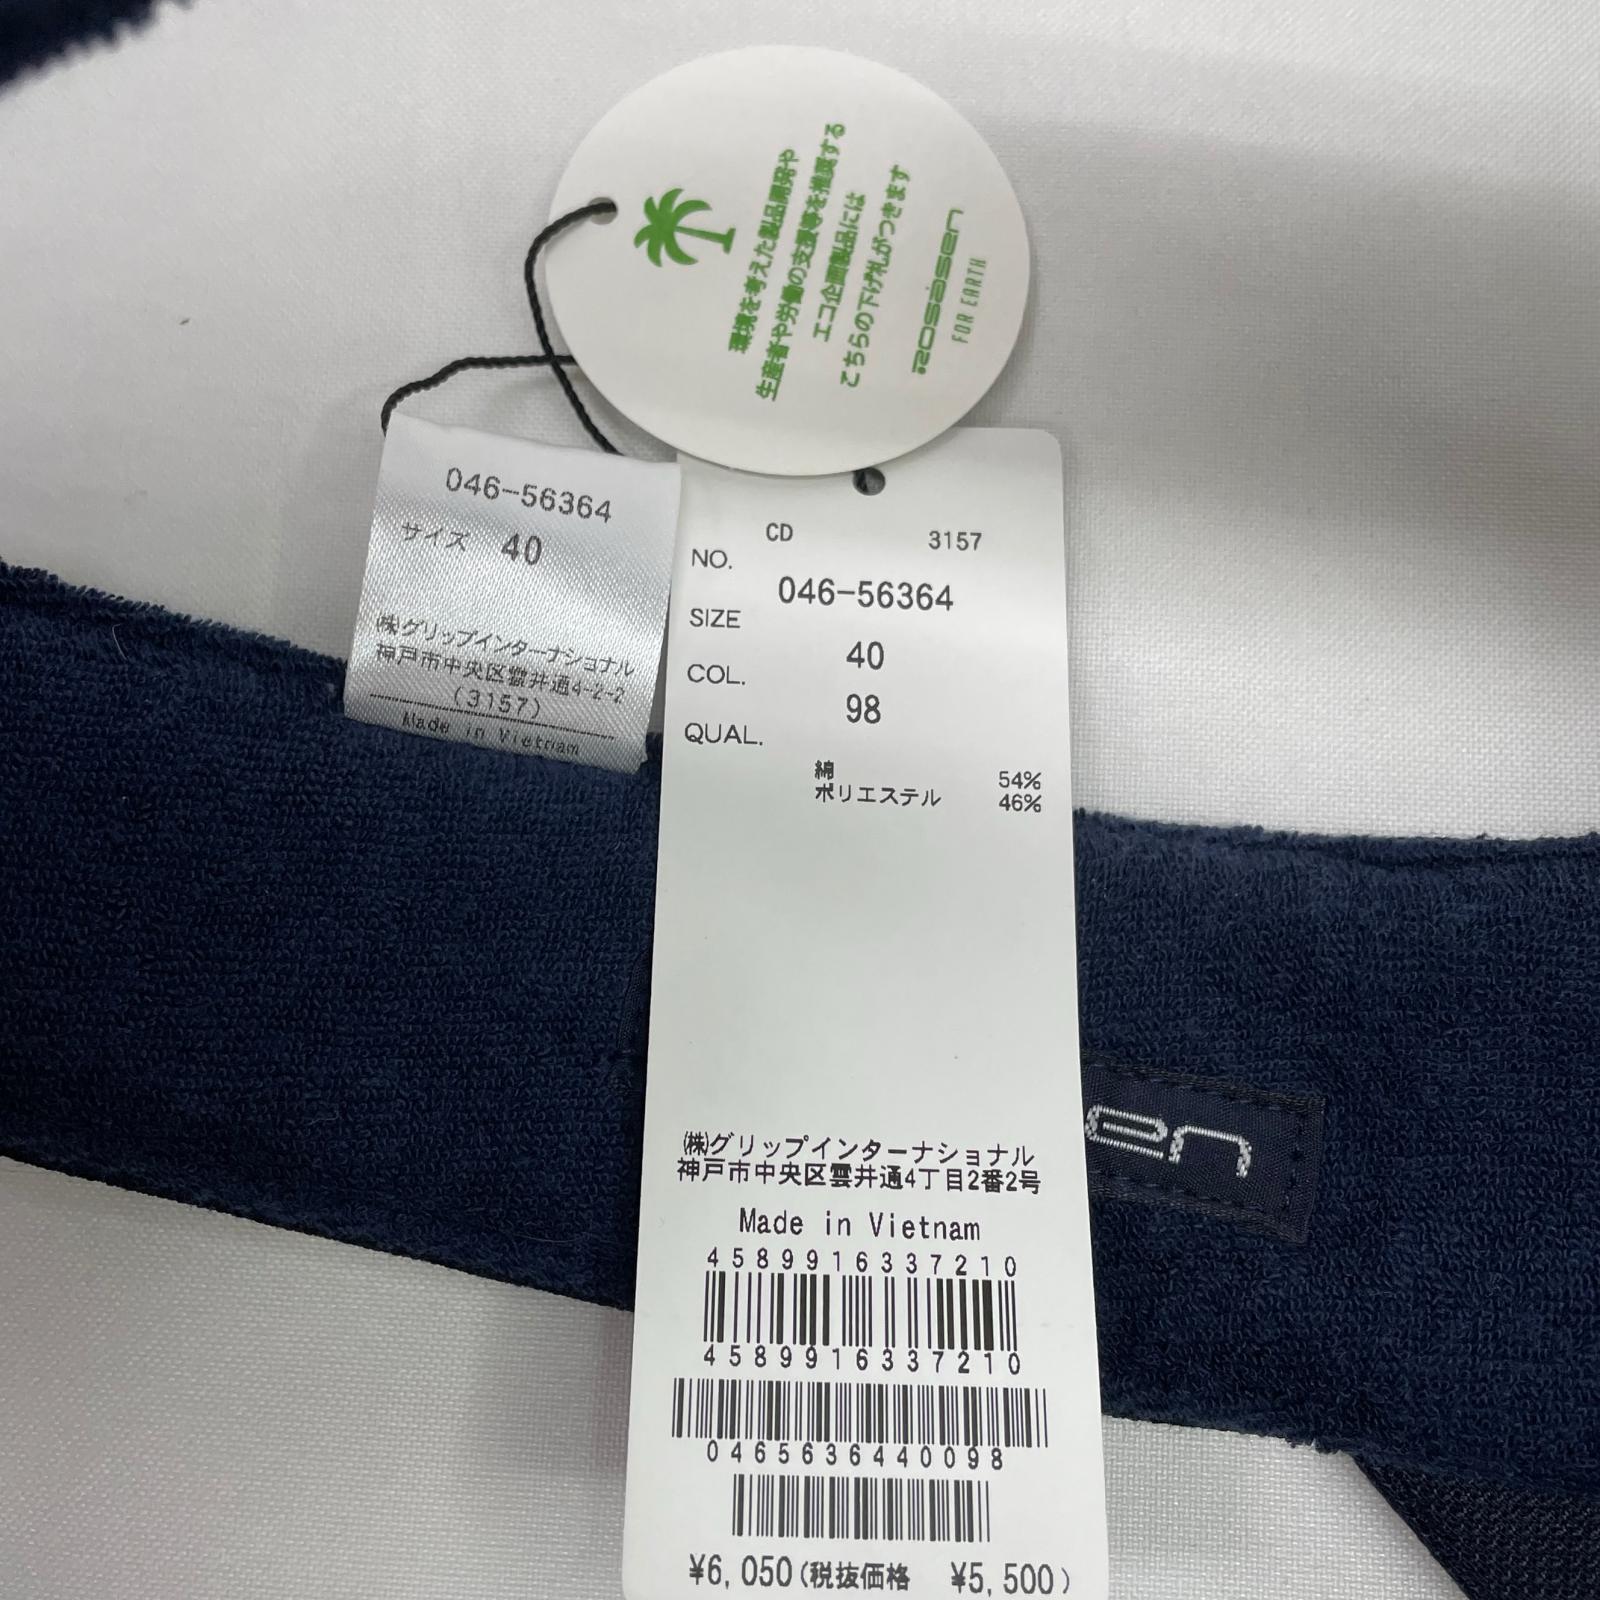 環境を考えた製品開発や
生産者や労働の支援等を推奨する
エコ企画製品には
こちらの下げ札がつきます
ROSASEN
FOR EARTH
046-56364
サイズ 40
㈱グリップインターナショナル
神戸市中央区雲井通4-2-2
(3157)
Made in Vietnam
CD 3157
NO.
046-56364
SIZE
40
COL.
98
QUAL.
綿 54%
ポリエステル 46%
㈱グリップインターナショナル
神戸市中央区雲井通4丁目2番2号
Made in Vietnam
4589916337210
4589916337210
0465636440098
¥6,050(税抜価格 ¥5,500)
en